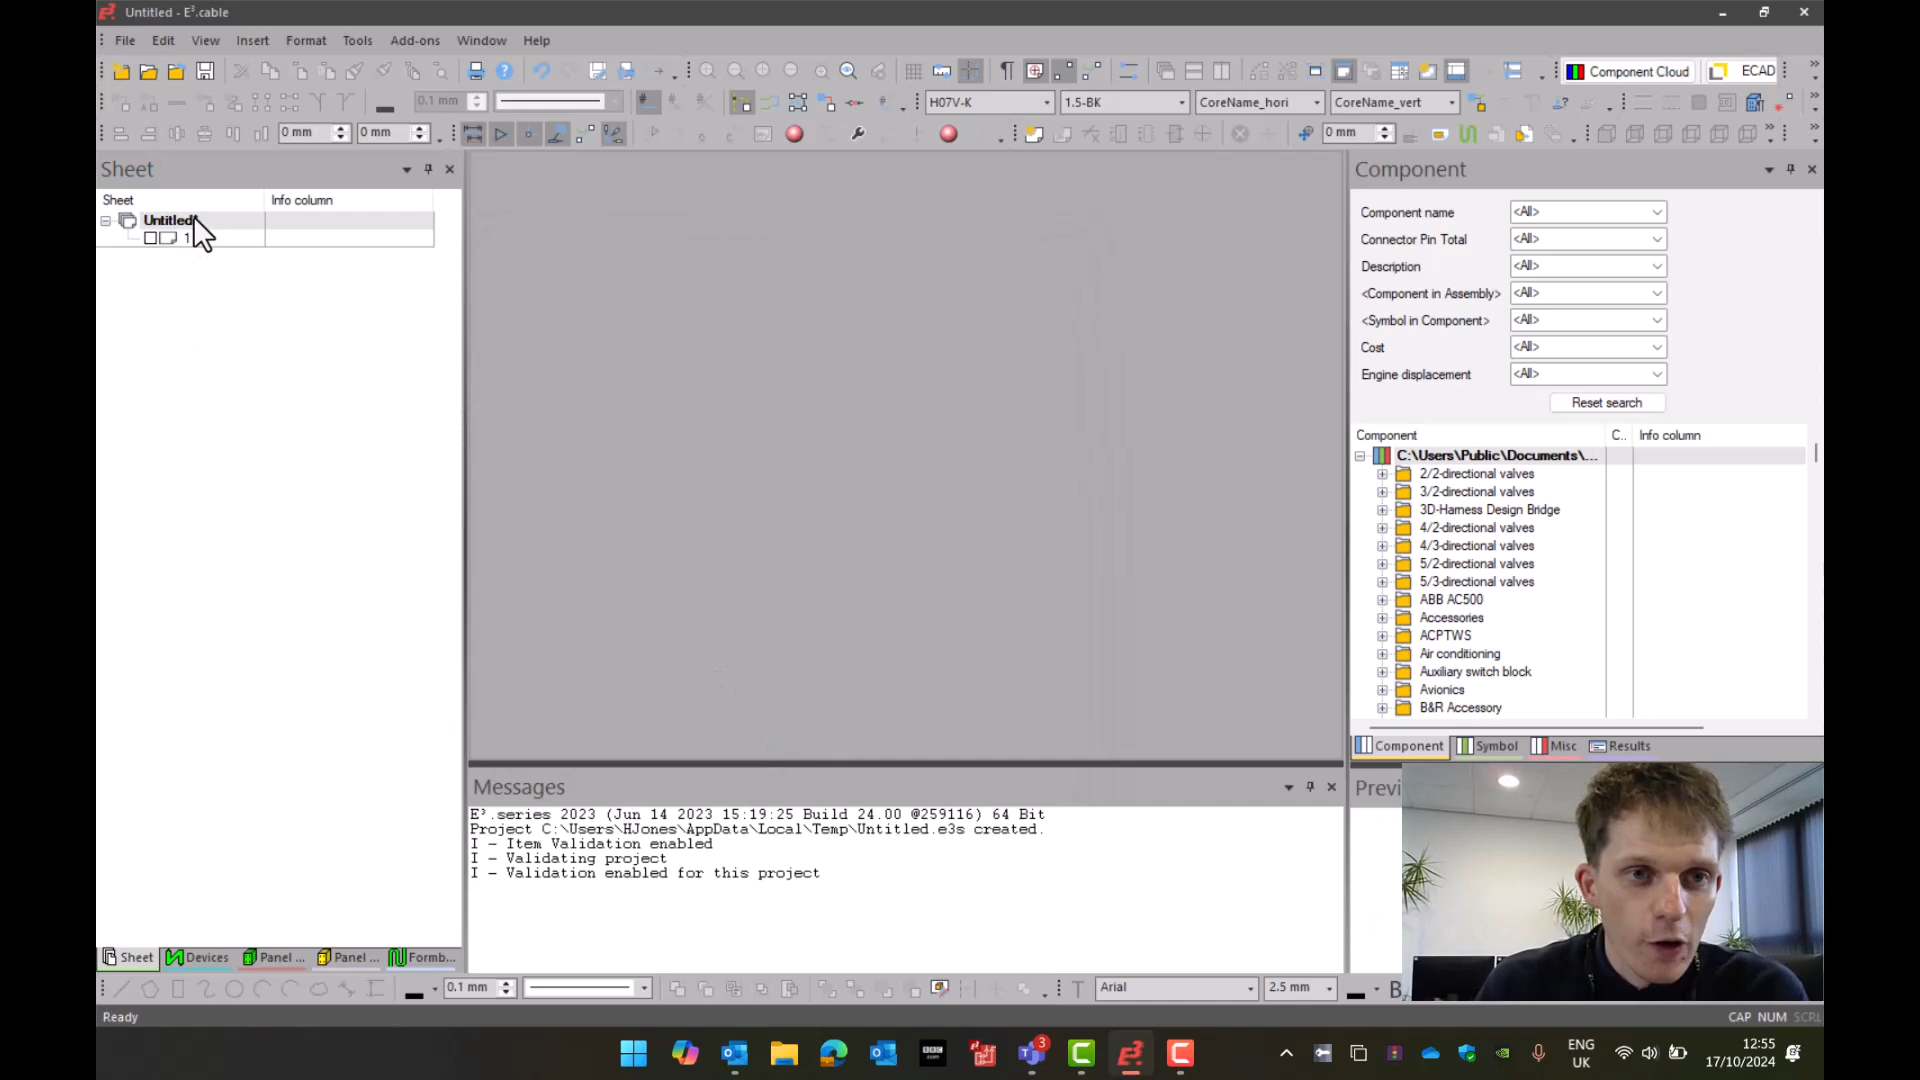 Untitled - E³.cable
File Edit View Insert Format Tools Add-ons Window Help
Component Cloud ECAD
0.1 mm H07V-K 1.5-BK CoreName_hori CoreName_vert
0 mm 0 mm 0 mm
Sheet
Sheet Info column
Untitled
1
Component
Component name <All>
Connector Pin Total <All>
Description <All>
<Component in Assembly> <All>
<Symbol in Component> <All>
Cost <All>
Engine displacement <All>
Reset search
Component C.. Info column
C:\Users\Public\Documents\...
2/2-directional valves
3/2-directional valves
3D-Harness Design Bridge
4/2-directional valves
4/3-directional valves
5/2-directional valves
5/3-directional valves
ABB AC500
Accessories
ACPTWS
Air conditioning
Auxiliary switch block
Avionics
B&R Accessory
Component Symbol Misc Results
Messages
E³.series 2023 (Jun 14 2023 15:19:25 Build 24.00 @259116) 64 Bit
Project C:\Users\HJones\AppData\Local\Temp\Untitled.e3s created.
I - Item Validation enabled
I - Validating project
I - Validation enabled for this project
Previ
Sheet Devices Panel ... Panel ... Formb...
0.1 mm T Arial 2.5 mm B
Ready CAP NUM SCRL
BBC .com 3 ENG UK 12:55 17/10/2024